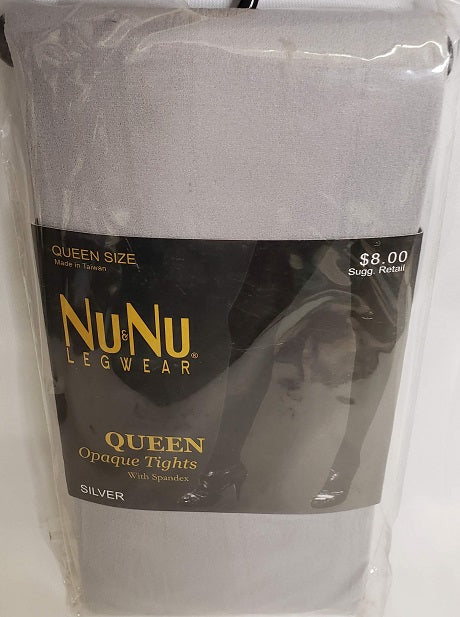 QUEEN SIZE
Made in Taiwan
$8.00
Sugg. Retail
NU&NU
LEGWEAR®
QUEEN
Opaque Tights
With Spandex
SILVER